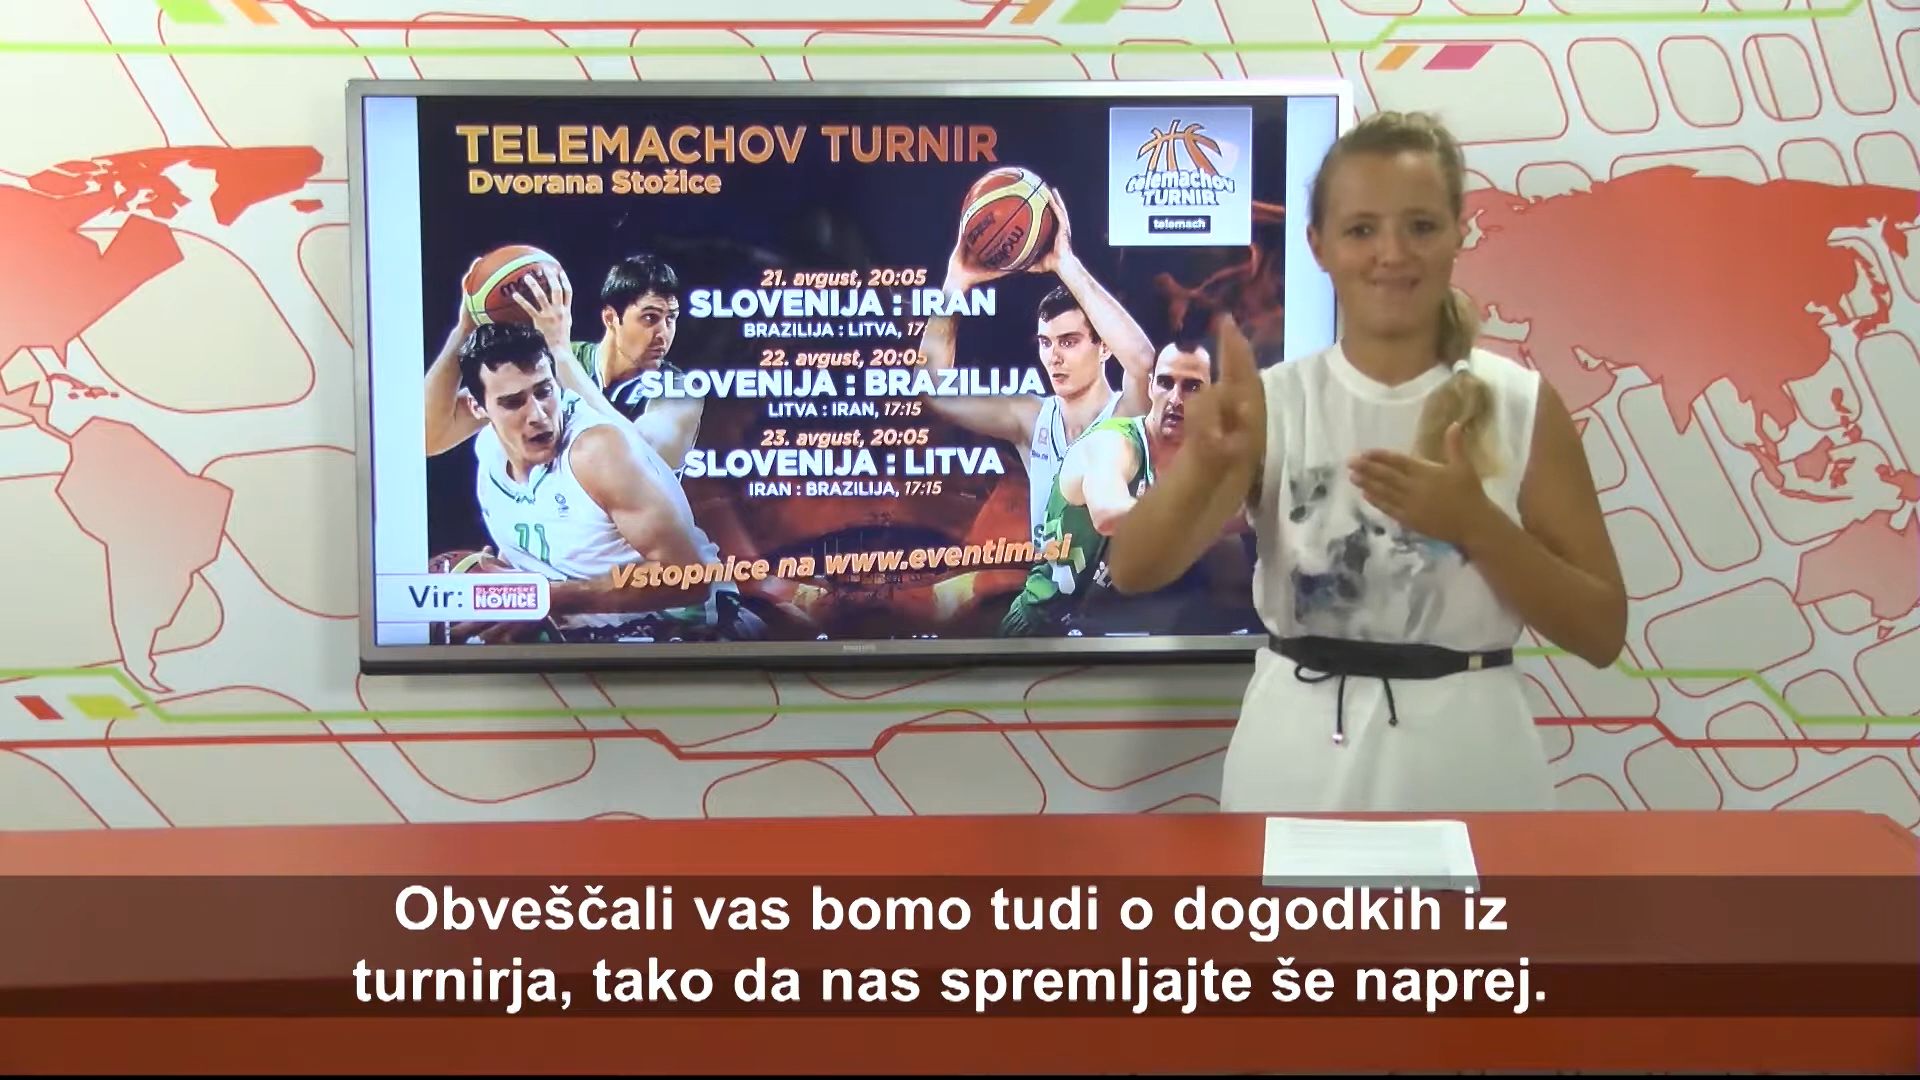 TELEMACHOV TURNIR
Dvorana Stožice
telemachov
TURNIR
telemach
21. avgust, 20:05
SLOVENIJA : IRAN
BRAZILIJA : LITVA, 17:
22. avgust, 20:05
SLOVENIJA : BRAZILIJA
LITVA : IRAN, 17:15
23. avgust, 20:05
SLOVENIJA : LITVA
IRAN : BRAZILIJA, 17:15
11
Vstopnice na www.eventim.si
Vir: SLOVENSKE NOVICE
PHILIPS
Obveščali vas bomo tudi o dogodkih iz
turnirja, tako da nas spremljajte še naprej.